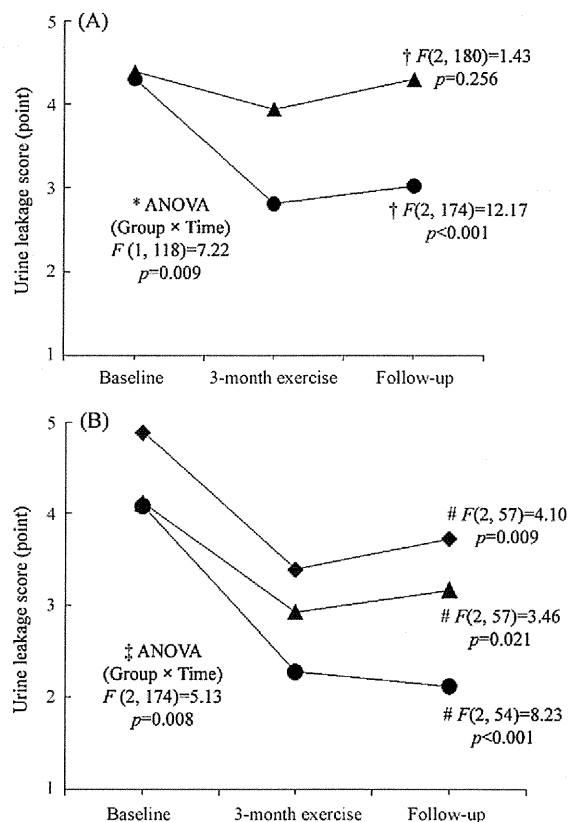 (A)
5
4
3
2
1
Urine leakage score (point)
† F(2, 180)=1.43
p=0.256
* ANOVA
(Group × Time)
F (1, 118)=7.22
p=0.009
† F(2, 174)=12.17
p<0.001
Baseline 3-month exercise Follow-up
(B)
5
4
3
2
1
Urine leakage score (point)
# F(2, 57)=4.10
p=0.009
# F(2, 57)=3.46
p=0.021
‡ ANOVA
(Group × Time)
F (2, 174)=5.13
p=0.008
# F(2, 54)=8.23
p<0.001
Baseline 3-month exercise Follow-up